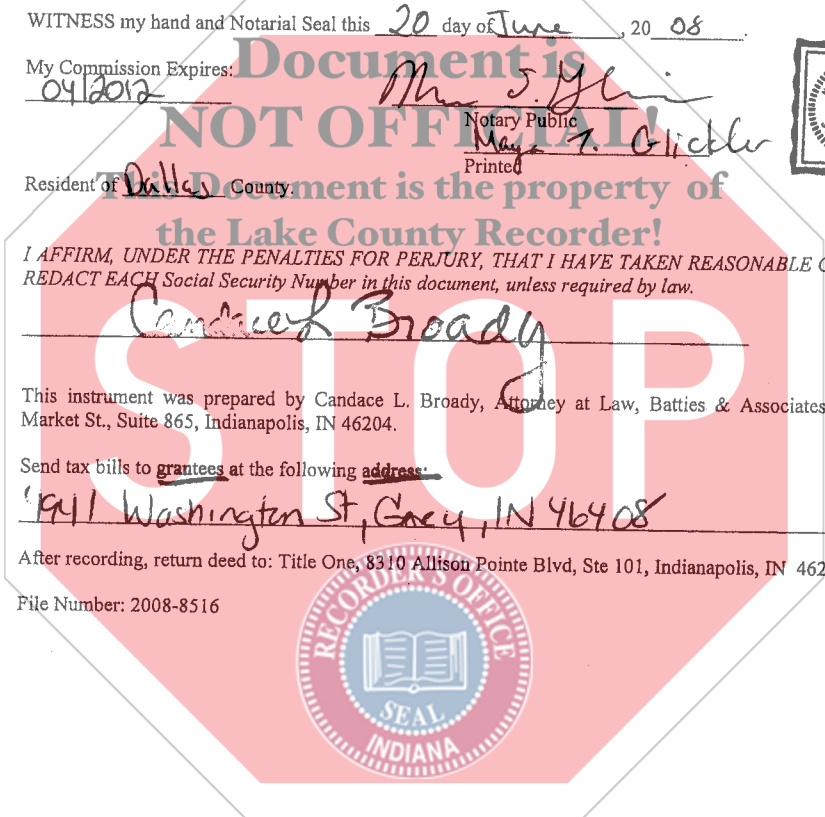 WITNESS my hand and Notarial Seal this 20 day of June, 20 08.
My Commission Expires:
04/2012
Document is
NOT OFFICIAL!
This Document is the property of
the Lake County Recorder!
Notary Public
Maya T. Glickler
Printed
Resident of Dallas County.
I AFFIRM, UNDER THE PENALTIES FOR PERJURY, THAT I HAVE TAKEN REASONABLE
REDACT EACH Social Security Number in this document, unless required by law.
Candace L Broady
STOP
This instrument was prepared by Candace L. Broady, Attorney at Law, Batties & Associates
Market St., Suite 865, Indianapolis, IN 46204.
Send tax bills to grantees at the following address:
Washington St, Gary, IN 46408
After recording, return deed to: Title One, 8310 Allison Pointe Blvd, Ste 101, Indianapolis, IN 462
File Number: 2008-8516
RECORDER'S OFFICE
SEAL
INDIANA